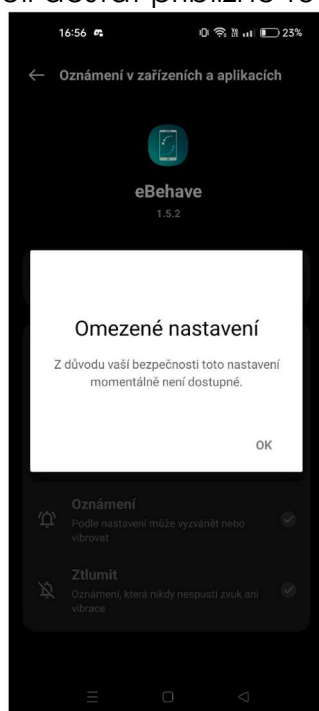 16:56 23%
Oznámení v zařízeních a aplikacích
eBehave
1.5.2
Omezené nastavení
Z důvodu vaší bezpečnosti toto nastavení
momentálně není dostupné.
OK
Oznámení
Podle nastavení může vyzvánět nebo
vibrovat
Ztlumit
Oznámení, která nikdy nespustí zvuk ani
vibrace